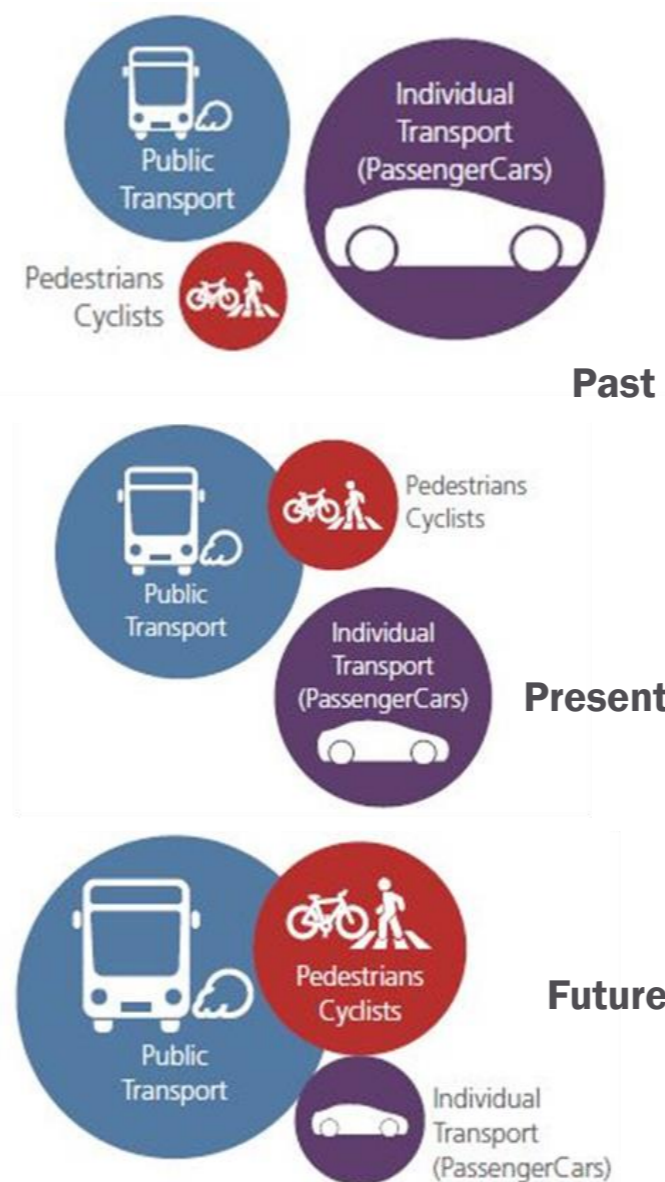 Public
Transport
Individual
Transport
(PassengerCars)
Pedestrians
Cyclists
Past
Public
Transport
Pedestrians
Cyclists
Individual
Transport
(PassengerCars)
Present
Public
Transport
Pedestrians
Cyclists
Future
Individual
Transport
(PassengerCars)